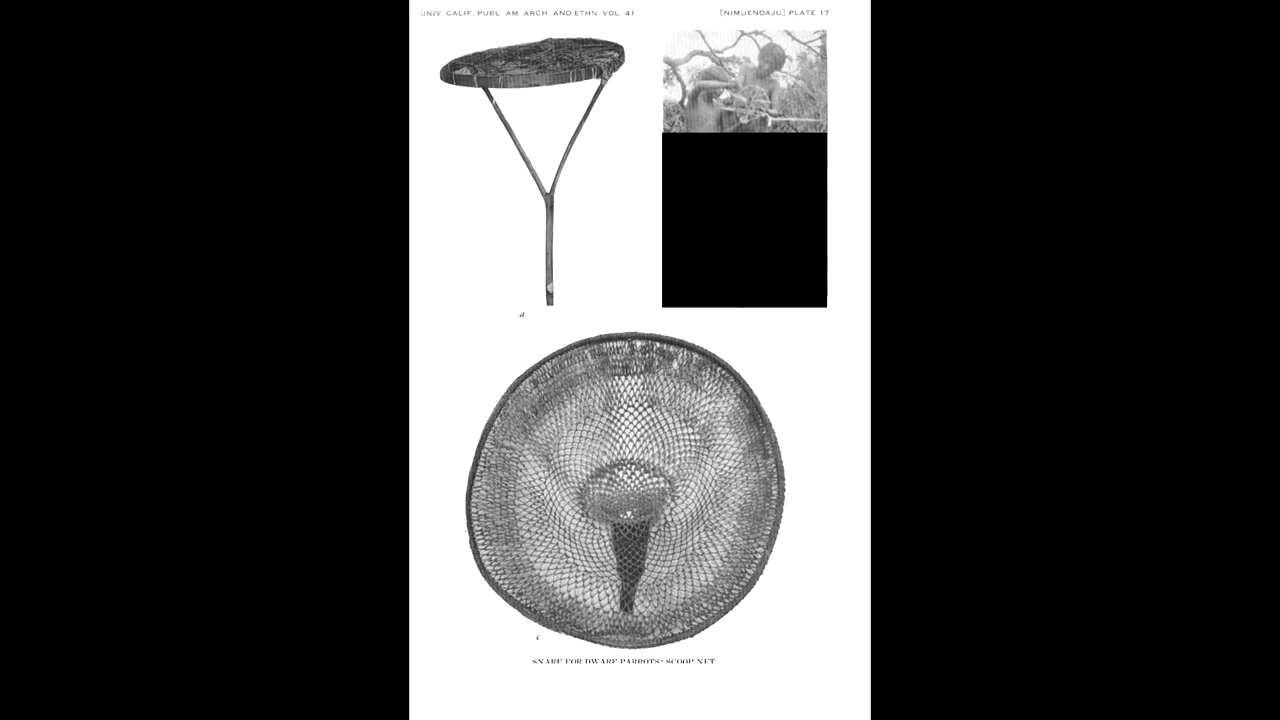 UNIV. CALIF. PUBL. AM. ARCH. AND ETHN. VOL. 41
[NIMUENDAJU] PLATE 17
a
c
SNARE FOR DWARF PARROTS; SCOOP NET